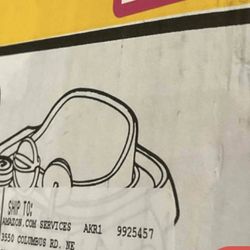 SHIP TO:
AMAZON.COM SERVICES AKR1 9925457
3550 COLUMBUS RD. NE